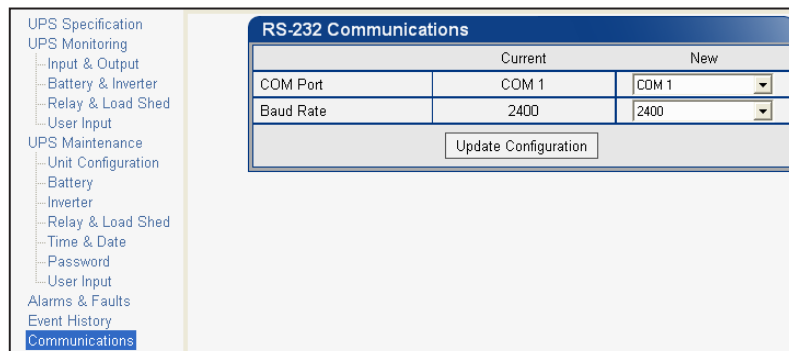 UPS Specification
UPS Monitoring
Input & Output
Battery & Inverter
Relay & Load Shed
User Input
UPS Maintenance
Unit Configuration
Battery
Inverter
Relay & Load Shed
Time & Date
Password
User Input
Alarms & Faults
Event History
Communications
RS-232 Communications
Current New
COM Port COM 1 COM 1
Baud Rate 2400 2400
Update Configuration